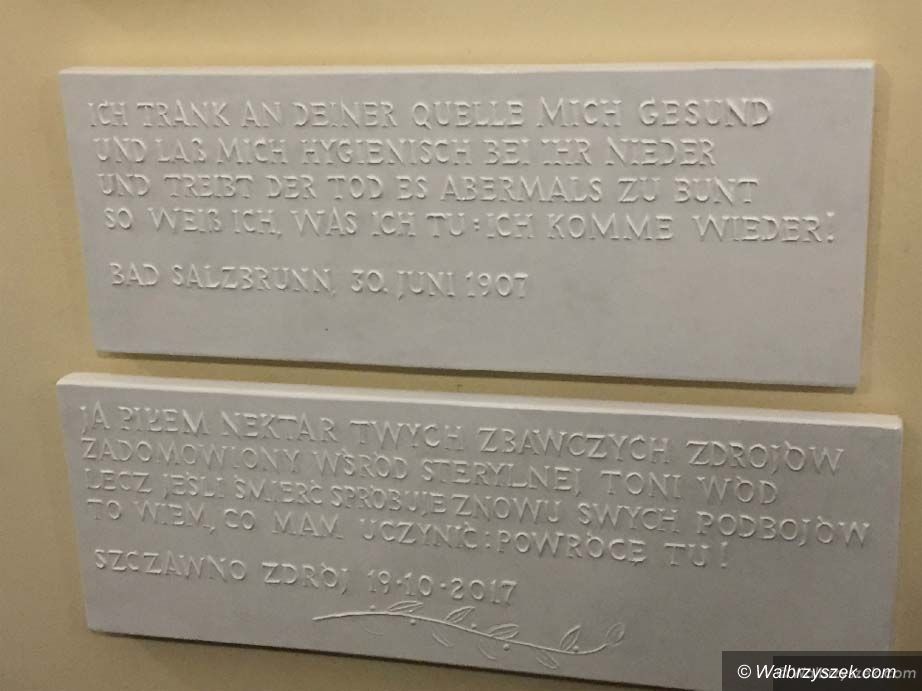 ICH TRANK AN DEINER QUELLE MICH GESUND
UND LAß MICH HYGIENISCH BEI IHR NIEDER
UND TREIBT DER TOD ES ABERMALS ZU BUNT
SO WEIß ICH, WAS ICH TU: ICH KOMME WIEDER!
BAD SALZBRUNN, 30. JUNI 1907
JA PIŁEM NEKTAR TWYCH ZBAWCZYCH ZDROJÓW
ZADOMOWIONY WŚRÓD STERYLNEJ TONI WÓD
LECZ JEŚLI ŚMIERĆ SPRÓBUJE ZNOWU SWYCH PODBOJÓW
TO WIEM, CO MAM UCZYNIĆ: POWRÓCĘ TU!
SZCZAWNO ZDRÓJ 19·10·2017
© Walbrzyszek.com